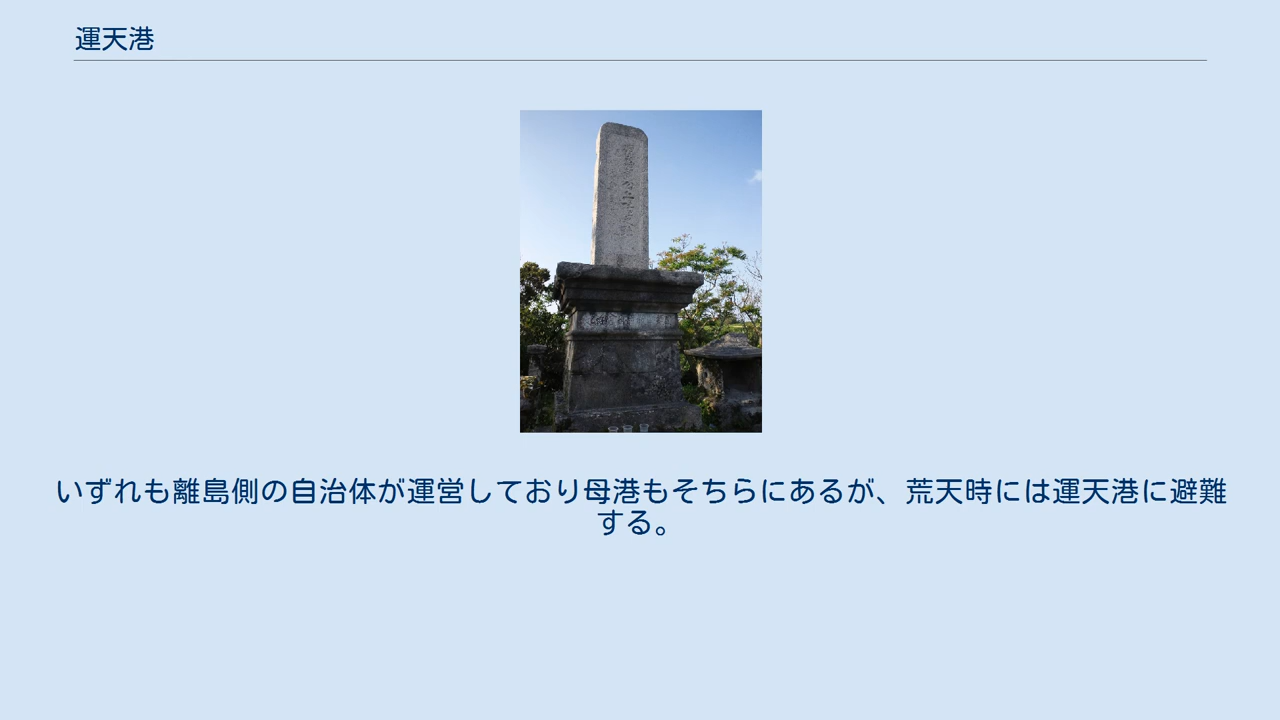 運天港
いずれも離島側の自治体が運営しており母港もそちらにあるが、荒天時には運天港に避難
する。